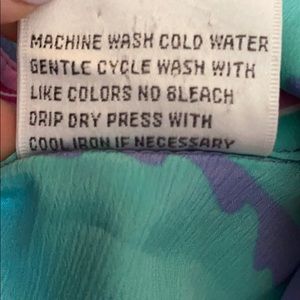 MACHINE WASH COLD WATER
GENTLE CYCLE WASH WITH
LIKE COLORS NO BLEACH
DRIP DRY PRESS WITH
COOL IRON IF NECESSARY